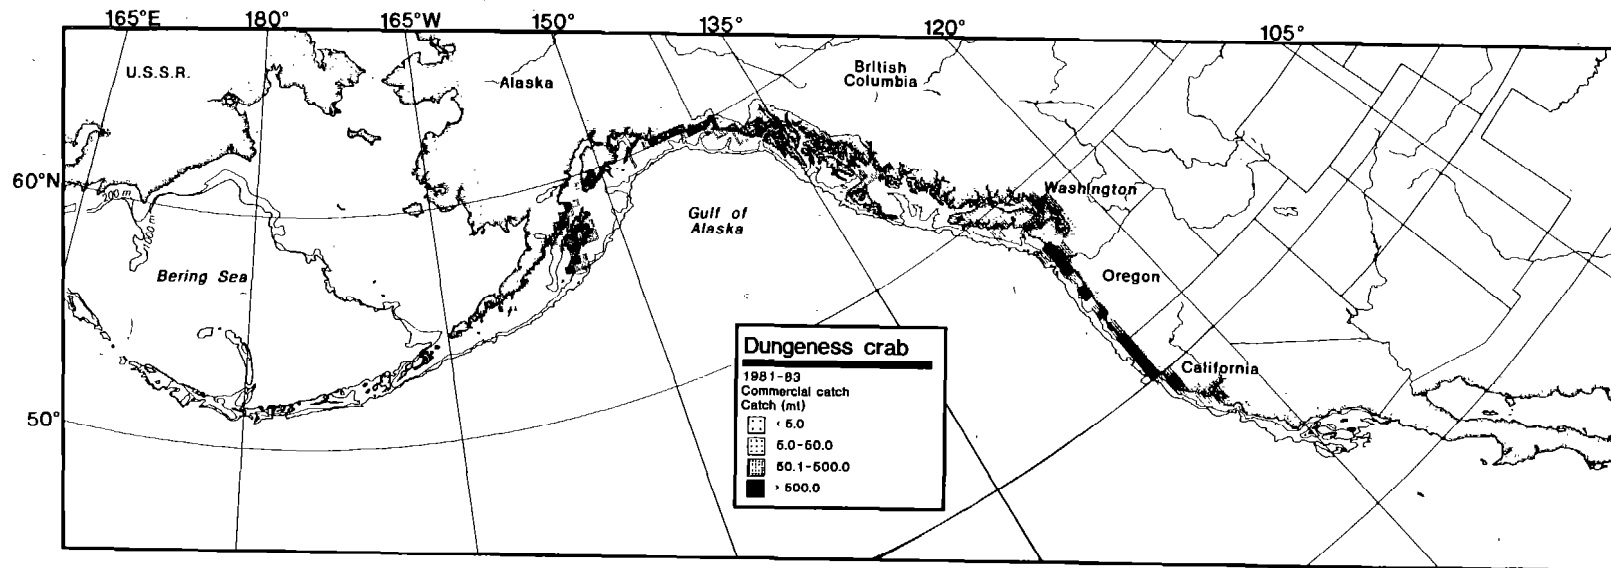 165°E 180° 165°W 150° 135° 120° 105°
U.S.S.R.
Alaska
British
Columbia
60°N
Washington
Gulf of
Alaska
Bering Sea
Oregon
Dungeness crab
California
1981-83
Commercial catch
Catch (mt)
< 5.0
5.0-50.0
50.1-500.0
> 500.0
50°